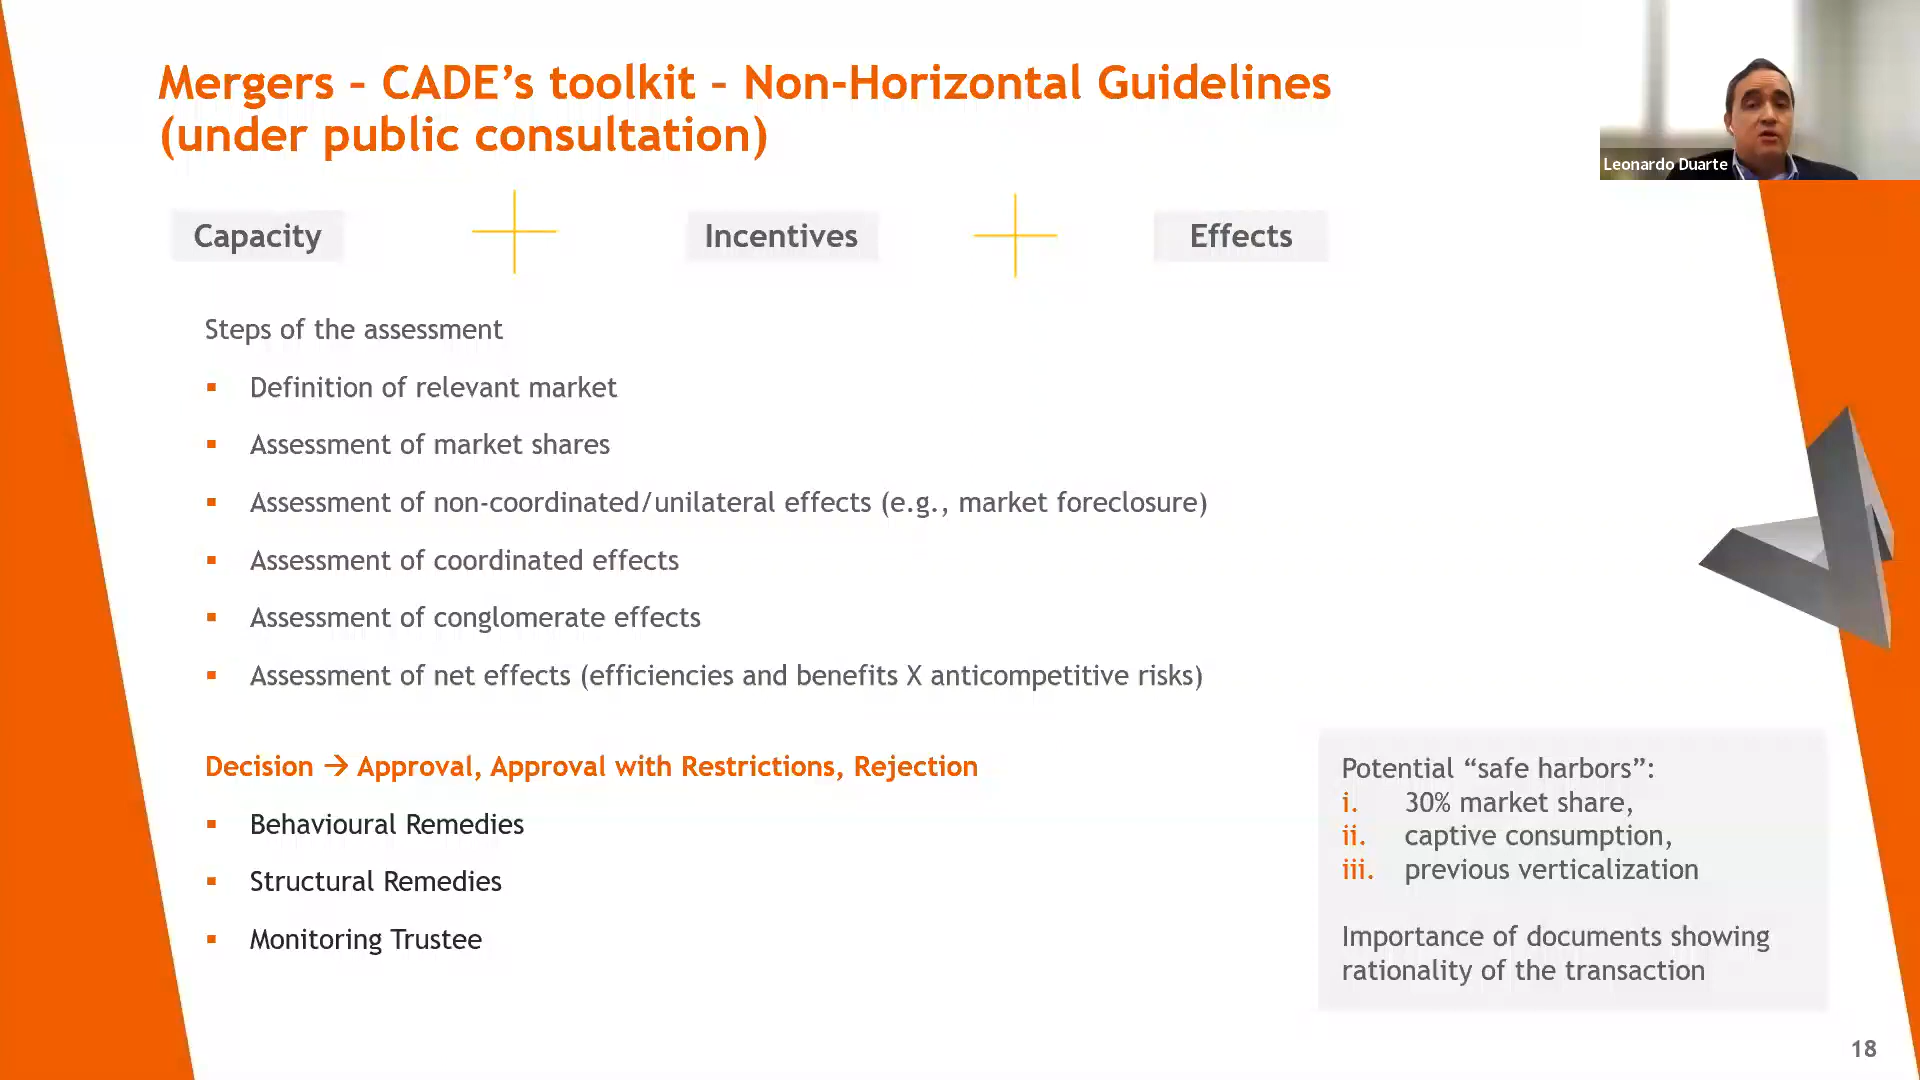 Mergers – CADE’s toolkit – Non-Horizontal Guidelines
(under public consultation)
Leonardo Duarte
Capacity
Incentives
Effects
Steps of the assessment
▪ Definition of relevant market
▪ Assessment of market shares
▪ Assessment of non-coordinated/unilateral effects (e.g., market foreclosure)
▪ Assessment of coordinated effects
▪ Assessment of conglomerate effects
▪ Assessment of net effects (efficiencies and benefits X anticompetitive risks)
Decision → Approval, Approval with Restrictions, Rejection
▪ Behavioural Remedies
▪ Structural Remedies
▪ Monitoring Trustee
Potential “safe harbors”:
i. 30% market share,
ii. captive consumption,
iii. previous verticalization
Importance of documents showing
rationality of the transaction
18